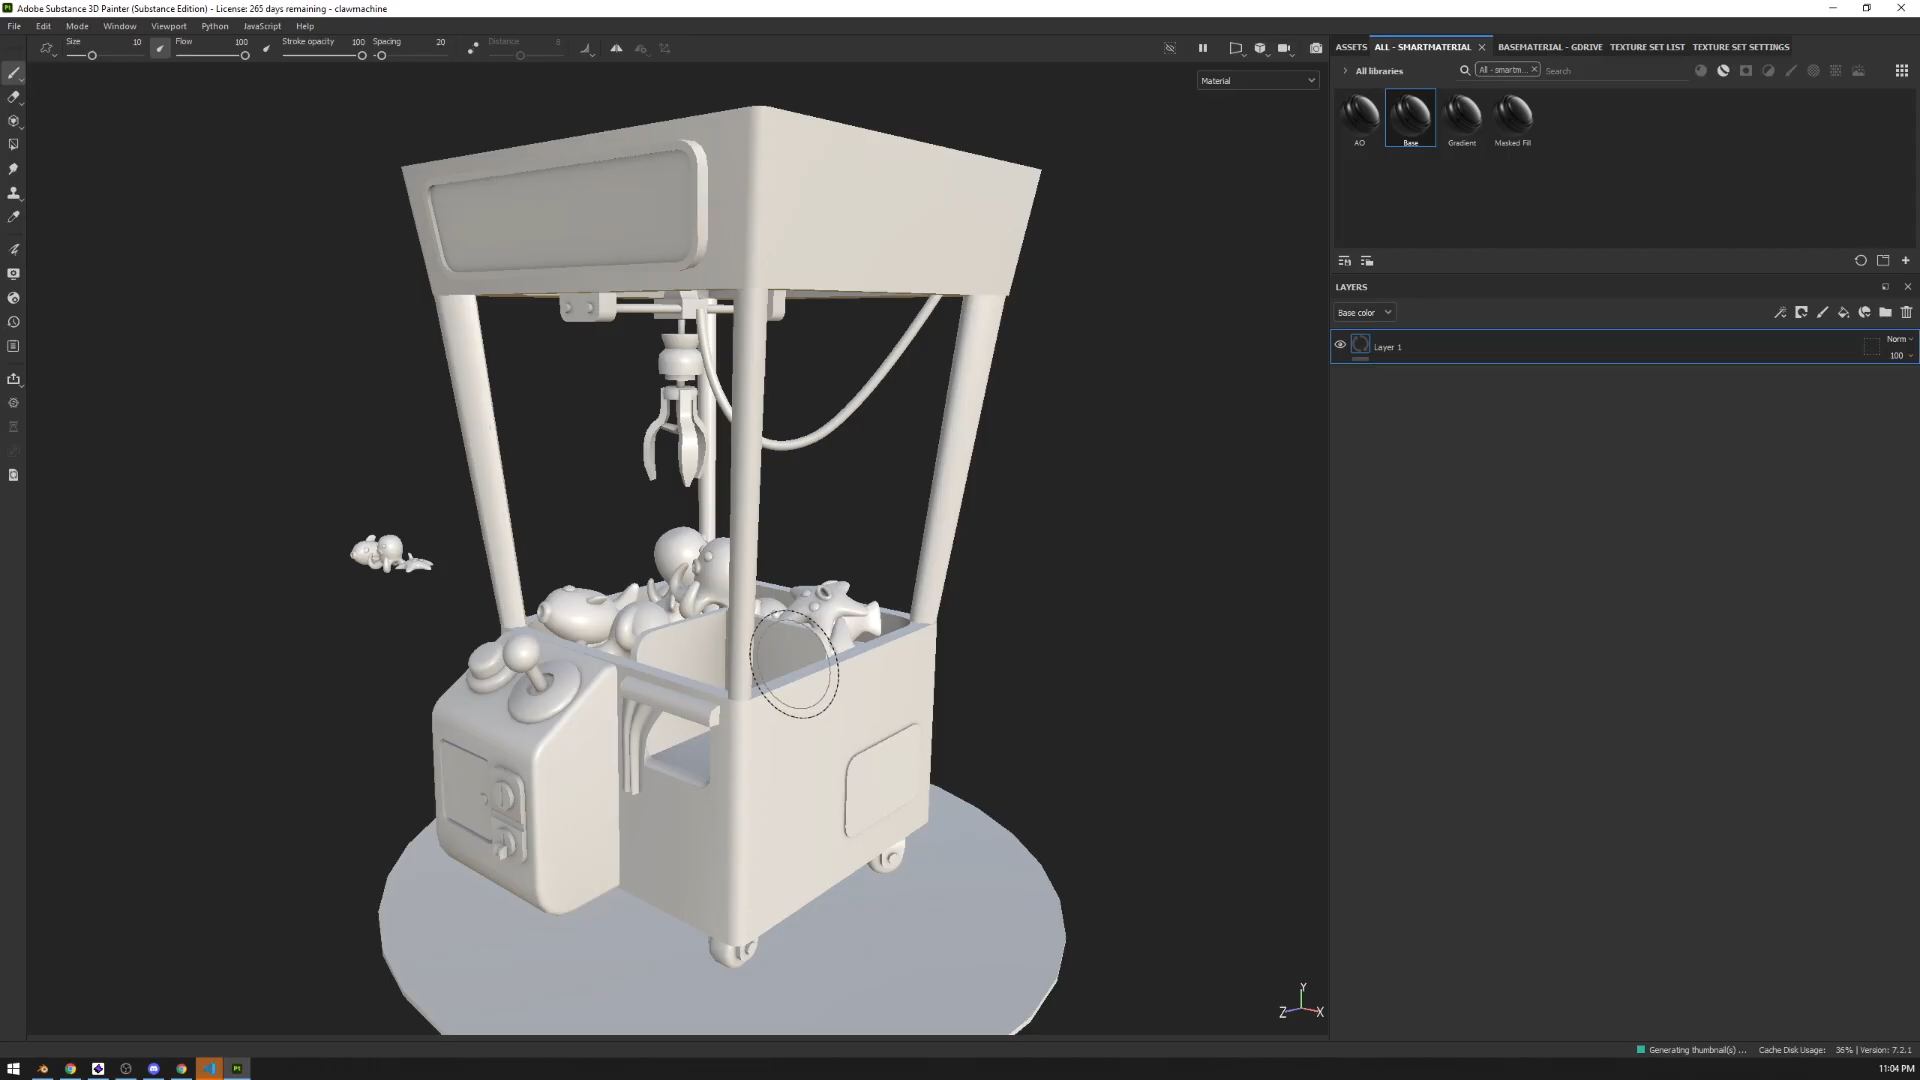 Adobe Substance 3D Painter (Substance Edition) - License: 265 days remaining - clawmachine
File Edit Mode Window Viewport Python JavaScript Help
Size 10 Flow 100 Stroke opacity 100 Spacing 20 Distance 8
Material
ASSETS ALL - SMARTMATERIAL BASEMATERIAL - GDRIVE TEXTURE SET LIST TEXTURE SET SETTINGS
All libraries All - smartm... Search
AO Base Gradient Masked Fill
LAYERS
Base color
Layer 1 Norm
100
Y
Z X
Generating thumbnail(s) ... Cache Disk Usage: 36% | Version: 7.2.1
11:04 PM